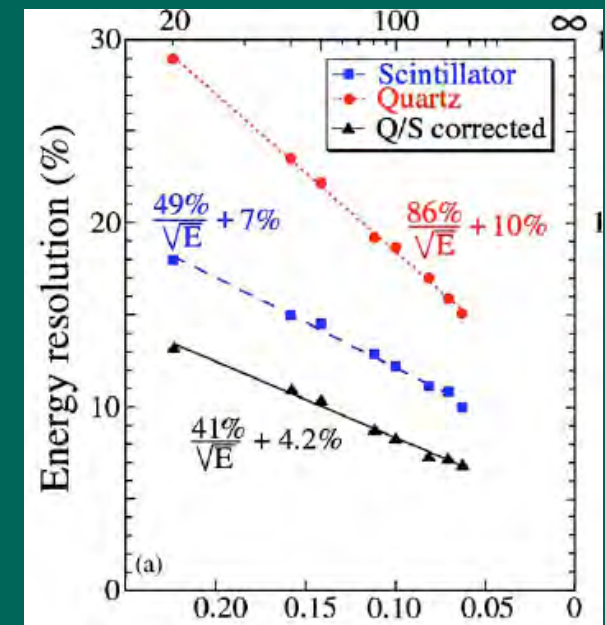 20 100 ∞
30
Scintillator
Quartz
Q/S corrected
49%/√E + 7%
86%/√E + 10%
20
Energy resolution (%)
10
41%/√E + 4.2%
(a)
0
0.20 0.15 0.10 0.05 0